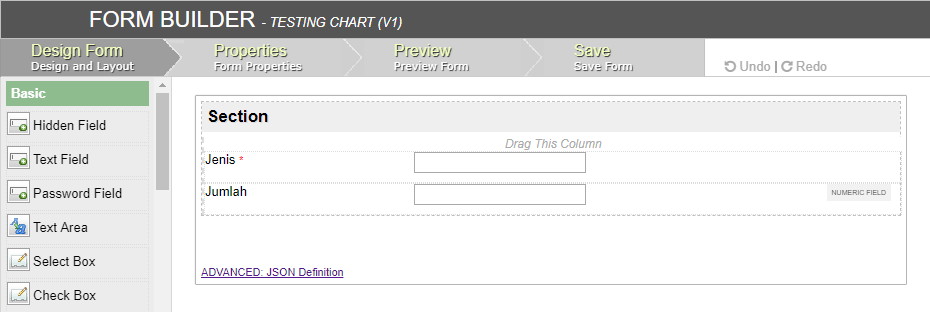 FORM BUILDER - TESTING CHART (V1)
Design Form
Design and Layout
Properties
Form Properties
Preview
Preview Form
Save
Save Form
Undo | Redo
Basic
Hidden Field
Text Field
Password Field
Text Area
Select Box
Check Box
Section
Drag This Column
Jenis *
Jumlah
NUMERIC FIELD
ADVANCED: JSON Definition